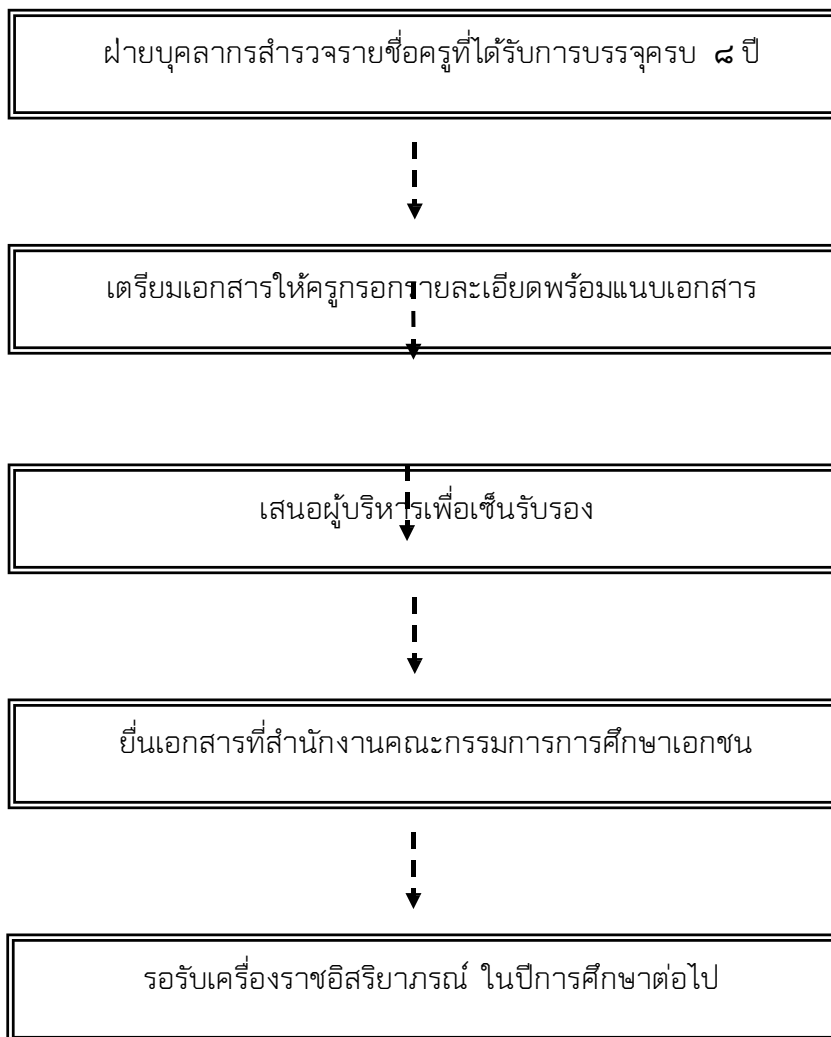 ฝ่ายบุคลากรสำรวจรายชื่อครูที่ได้รับการบรรจุครบ ๘ ปี
เตรียมเอกสารให้ครูกรอกรายละเอียดพร้อมแนบเอกสาร
เสนอผู้บริหารเพื่อเซ็นรับรอง
ยื่นเอกสารที่สำนักงานคณะกรรมการการศึกษาเอกชน
รอรับเครื่องราชอิสริยาภรณ์ ในปีการศึกษาต่อไป